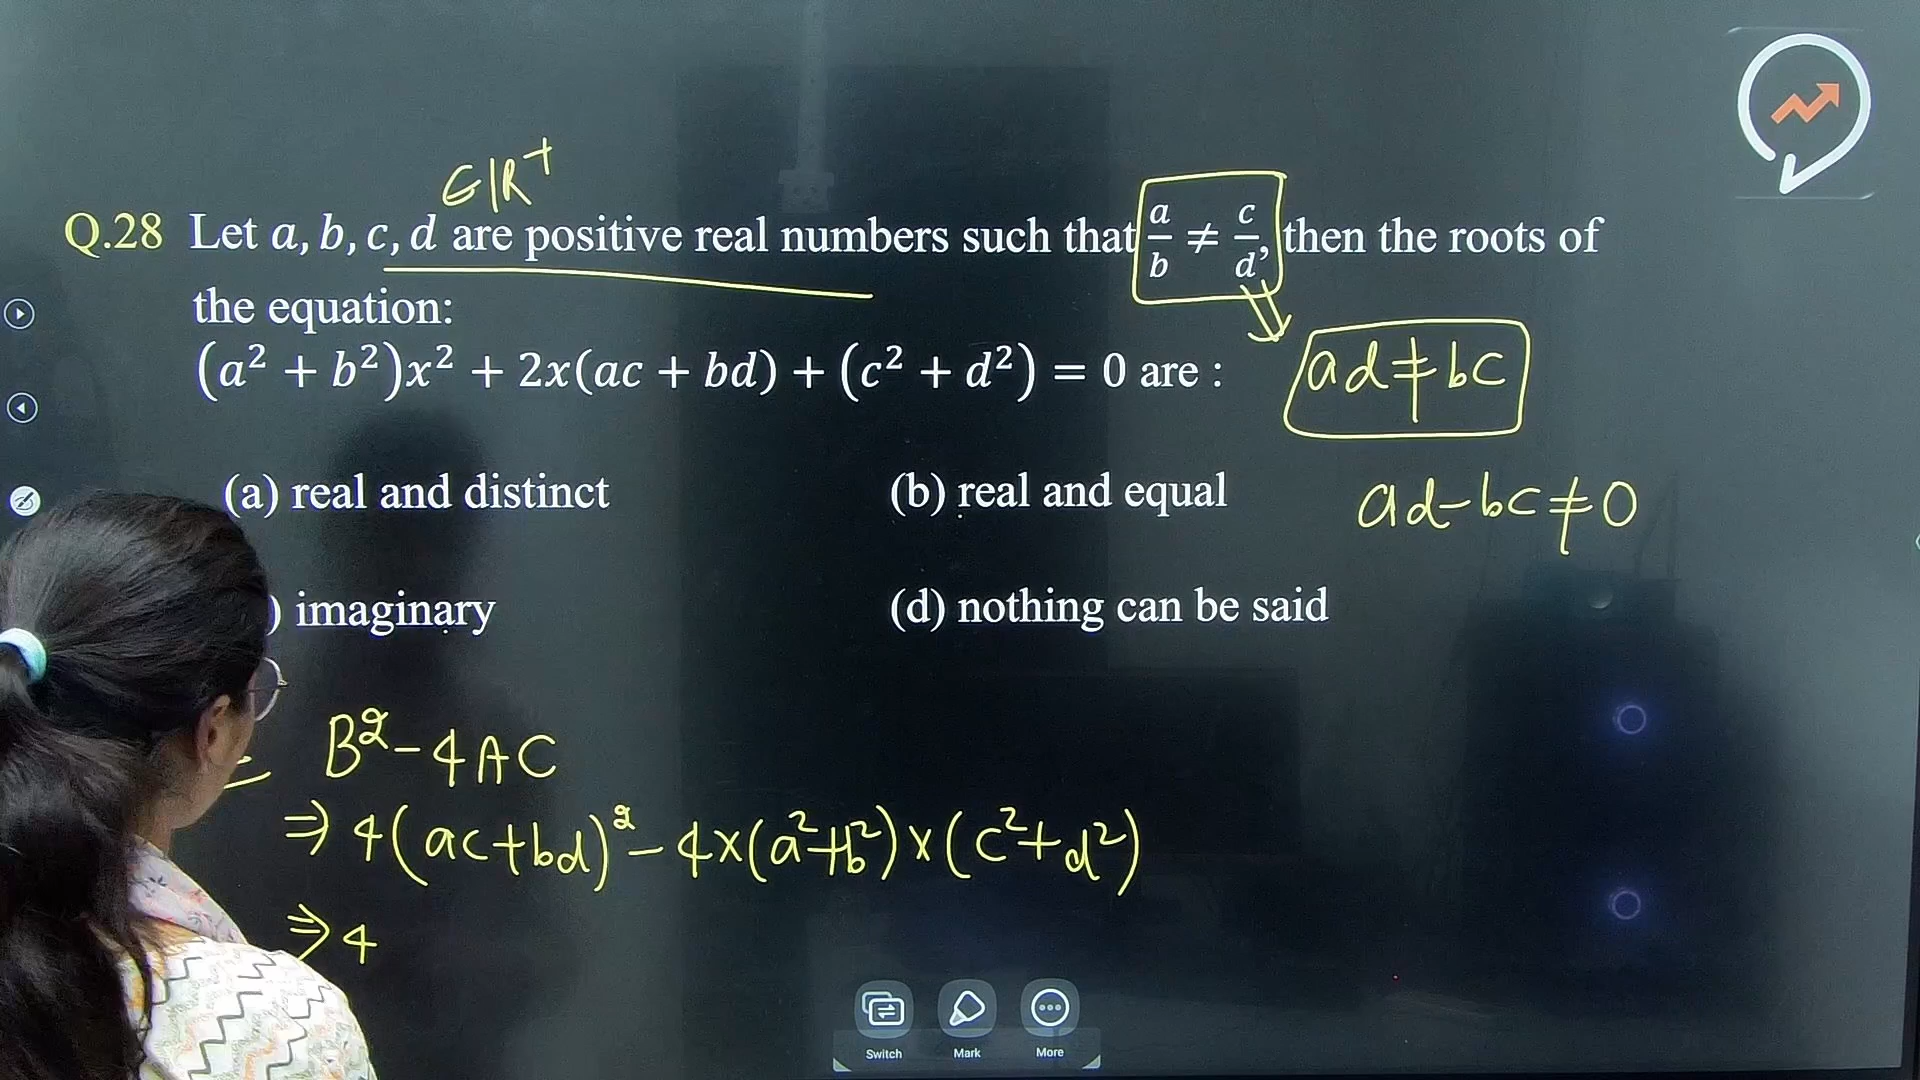 ∈ℝ⁺
Q.28 Let a, b, c, d are positive real numbers such that a/b ≠ c/d, then the roots of
the equation:
(a² + b²)x² + 2x(ac + bd) + (c² + d²) = 0 are :
ad≠bc
(a) real and distinct
(b) real and equal
ad-bc≠0
) imaginary
(d) nothing can be said
= B²-4AC
⇒ 4(ac+bd)²-4×(a²+b²)×(c²+d²)
⇒ 4
Switch
Mark
More